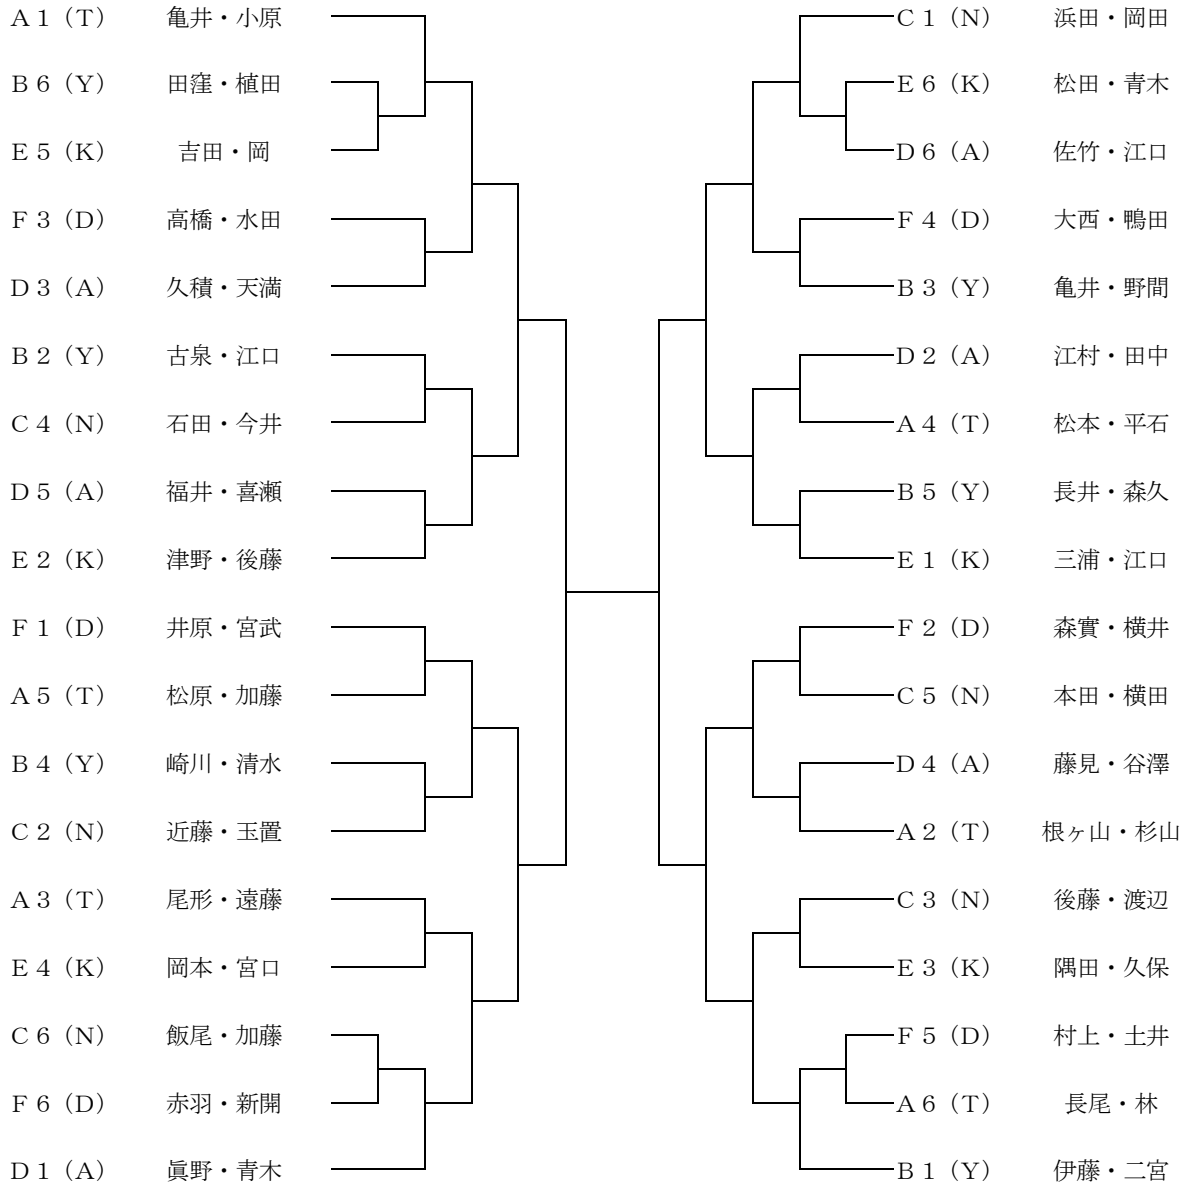 A１（T） 亀井・小原 C１（N） 浜田・岡田
B６（Y） 田窪・植田 E６（K） 松田・青木
E５（K） 吉田・岡 D６（A） 佐竹・江口
F３（D） 高橋・水田 F４（D） 大西・鴨田
D３（A） 久積・天満 B３（Y） 亀井・野間
B２（Y） 古泉・江口 D２（A） 江村・田中
C４（N） 石田・今井 A４（T） 松本・平石
D５（A） 福井・喜瀬 B５（Y） 長井・森久
E２（K） 津野・後藤 E１（K） 三浦・江口
F１（D） 井原・宮武 F２（D） 森實・横井
A５（T） 松原・加藤 C５（N） 本田・横田
B４（Y） 崎川・清水 D４（A） 藤見・谷澤
C２（N） 近藤・玉置 A２（T） 根ヶ山・杉山
A３（T） 尾形・遠藤 C３（N） 後藤・渡辺
E４（K） 岡本・宮口 E３（K） 隅田・久保
C６（N） 飯尾・加藤 F５（D） 村上・土井
F６（D） 赤羽・新開 A６（T） 長尾・林
D１（A） 眞野・青木 B１（Y） 伊藤・二宮